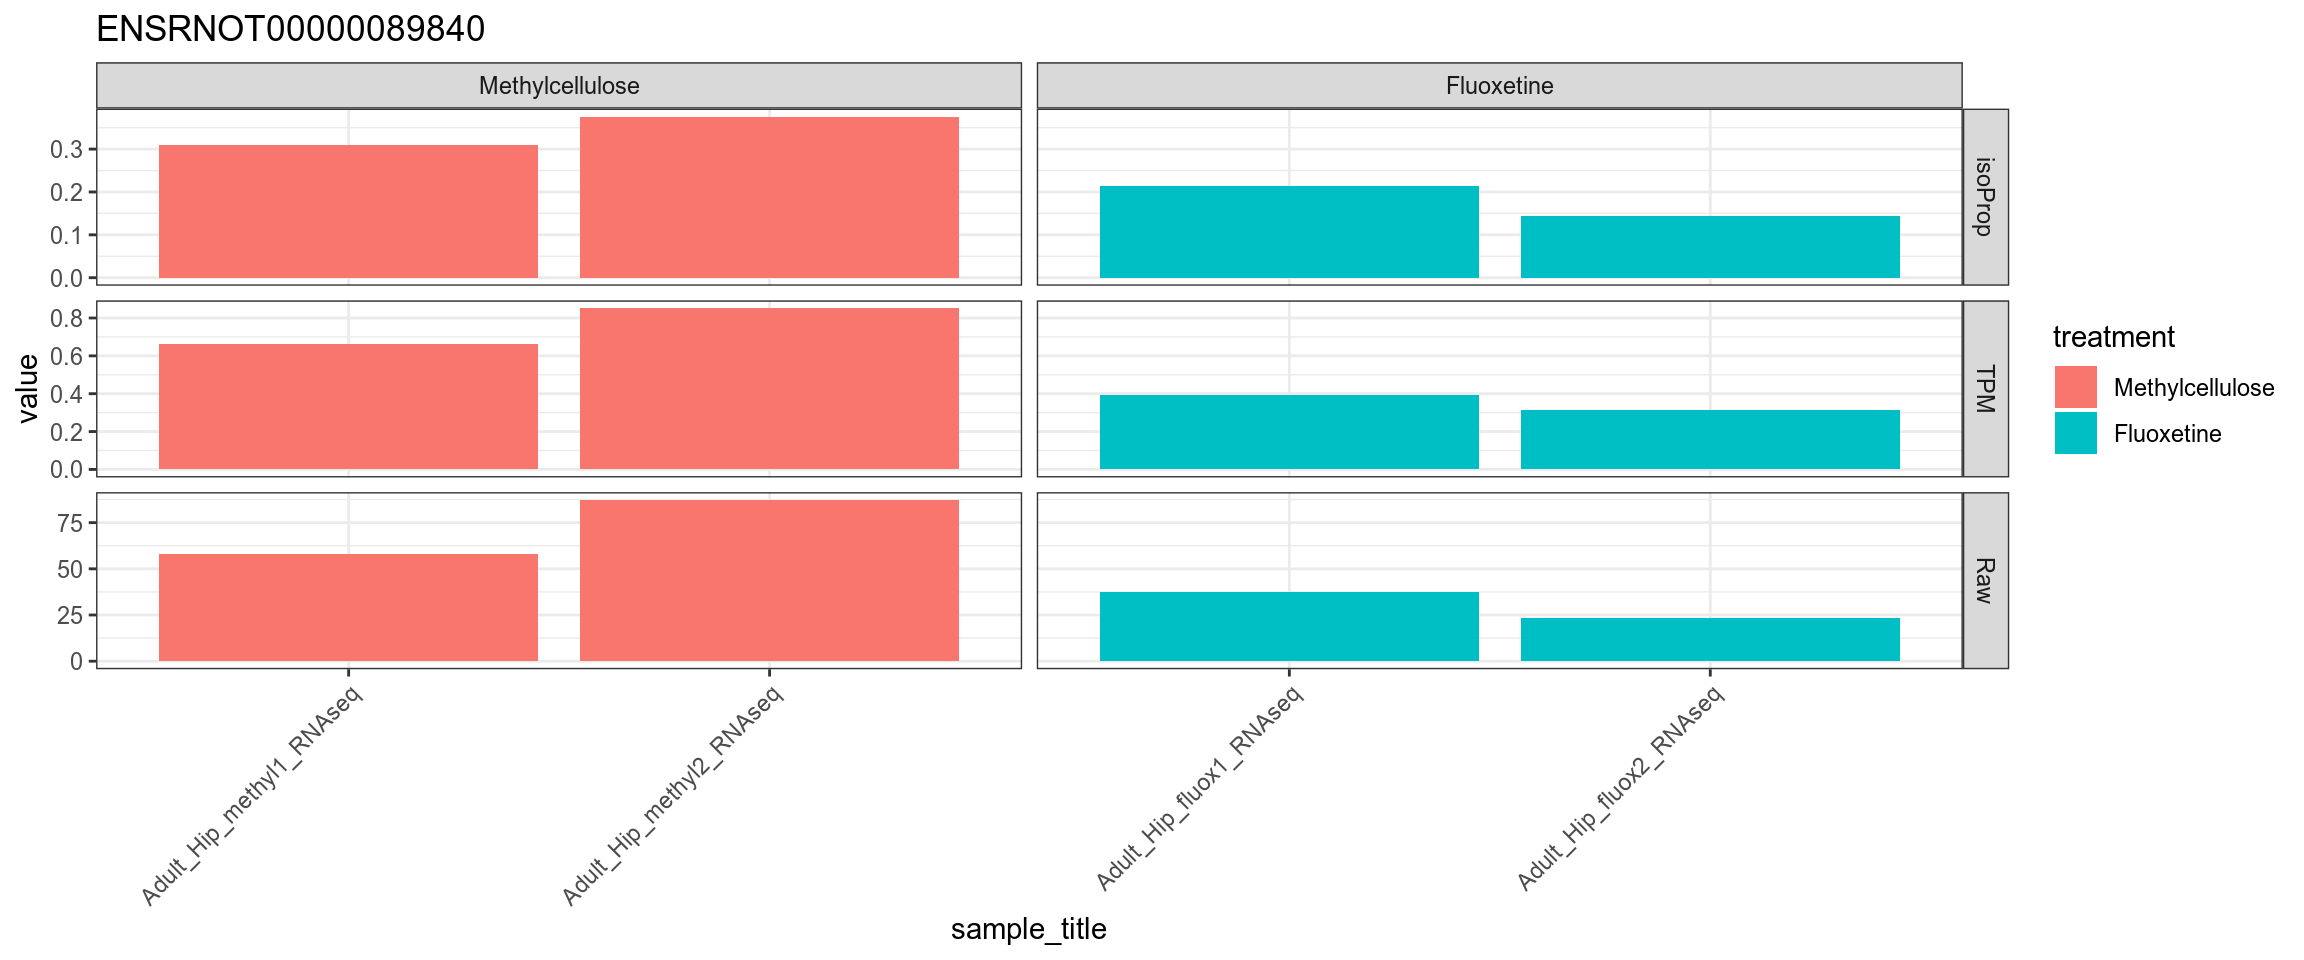 ENSRNOT00000089840
Methylcellulose
Fluoxetine
0.3
0.2
0.1
0.0
isoProp
0.8
0.6
0.4
0.2
0.0
TPM
75
50
25
0
Raw
value
Adult_Hip_methyl1_RNAseq
Adult_Hip_methyl2_RNAseq
Adult_Hip_fluox1_RNAseq
Adult_Hip_fluox2_RNAseq
sample_title
treatment
Methylcellulose
Fluoxetine